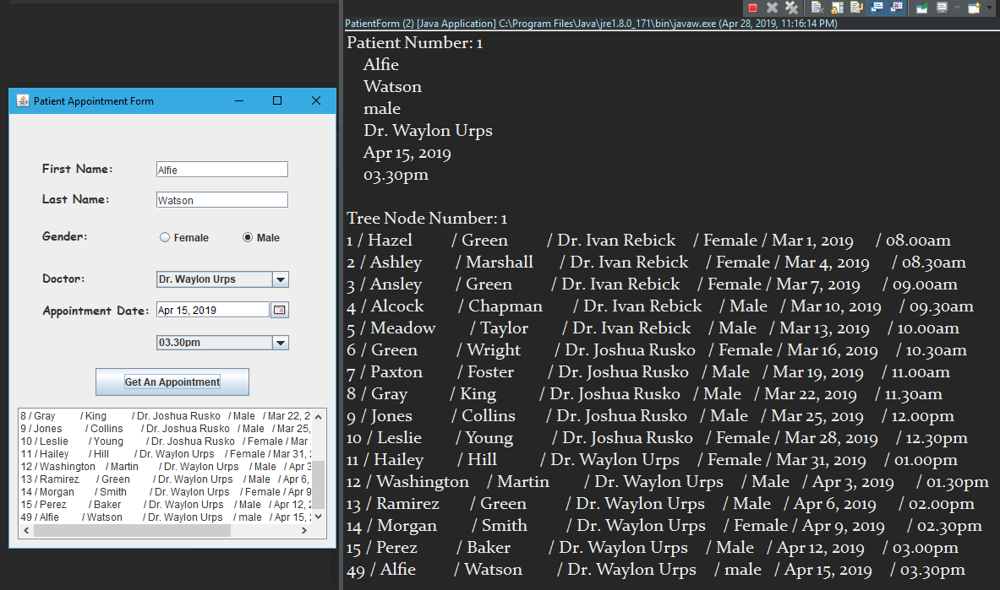 Patient Appointment Form
First Name: Alfie
Last Name: Watson
Gender: Female Male
Doctor: Dr. Waylon Urps
Appointment Date: Apr 15, 2019
03.30pm
Get An Appointment
8 / Gray / King / Dr. Joshua Rusko / Male / Mar 22, 2
9 / Jones / Collins / Dr. Joshua Rusko / Male / Mar 25,
10 / Leslie / Young / Dr. Joshua Rusko / Female / Mar
11 / Hailey / Hill / Dr. Waylon Urps / Female / Mar 31,
12 / Washington / Martin / Dr. Waylon Urps / Male / Apr 3
13 / Ramirez / Green / Dr. Waylon Urps / Male / Apr 6,
14 / Morgan / Smith / Dr. Waylon Urps / Female / Apr 9
15 / Perez / Baker / Dr. Waylon Urps / Male / Apr 12, 2
49 / Alfie / Watson / Dr. Waylon Urps / male / Apr 15,
PatientForm (2) [Java Application] C:\Program Files\Java\jre1.8.0_171\bin\javaw.exe (Apr 28, 2019, 11:16:14 PM)
Patient Number: 1
Alfie
Watson
male
Dr. Waylon Urps
Apr 15, 2019
03.30pm
Tree Node Number: 1
1 / Hazel / Green / Dr. Ivan Rebick / Female / Mar 1, 2019 / 08.00am
2 / Ashley / Marshall / Dr. Ivan Rebick / Female / Mar 4, 2019 / 08.30am
3 / Ansley / Green / Dr. Ivan Rebick / Female / Mar 7, 2019 / 09.00am
4 / Alcock / Chapman / Dr. Ivan Rebick / Male / Mar 10, 2019 / 09.30am
5 / Meadow / Taylor / Dr. Ivan Rebick / Male / Mar 13, 2019 / 10.00am
6 / Green / Wright / Dr. Joshua Rusko / Female / Mar 16, 2019 / 10.30am
7 / Paxton / Foster / Dr. Joshua Rusko / Male / Mar 19, 2019 / 11.00am
8 / Gray / King / Dr. Joshua Rusko / Male / Mar 22, 2019 / 11.30am
9 / Jones / Collins / Dr. Joshua Rusko / Male / Mar 25, 2019 / 12.00pm
10 / Leslie / Young / Dr. Joshua Rusko / Female / Mar 28, 2019 / 12.30pm
11 / Hailey / Hill / Dr. Waylon Urps / Female / Mar 31, 2019 / 01.00pm
12 / Washington / Martin / Dr. Waylon Urps / Male / Apr 3, 2019 / 01.30pm
13 / Ramirez / Green / Dr. Waylon Urps / Male / Apr 6, 2019 / 02.00pm
14 / Morgan / Smith / Dr. Waylon Urps / Female / Apr 9, 2019 / 02.30pm
15 / Perez / Baker / Dr. Waylon Urps / Male / Apr 12, 2019 / 03.00pm
49 / Alfie / Watson / Dr. Waylon Urps / male / Apr 15, 2019 / 03.30pm